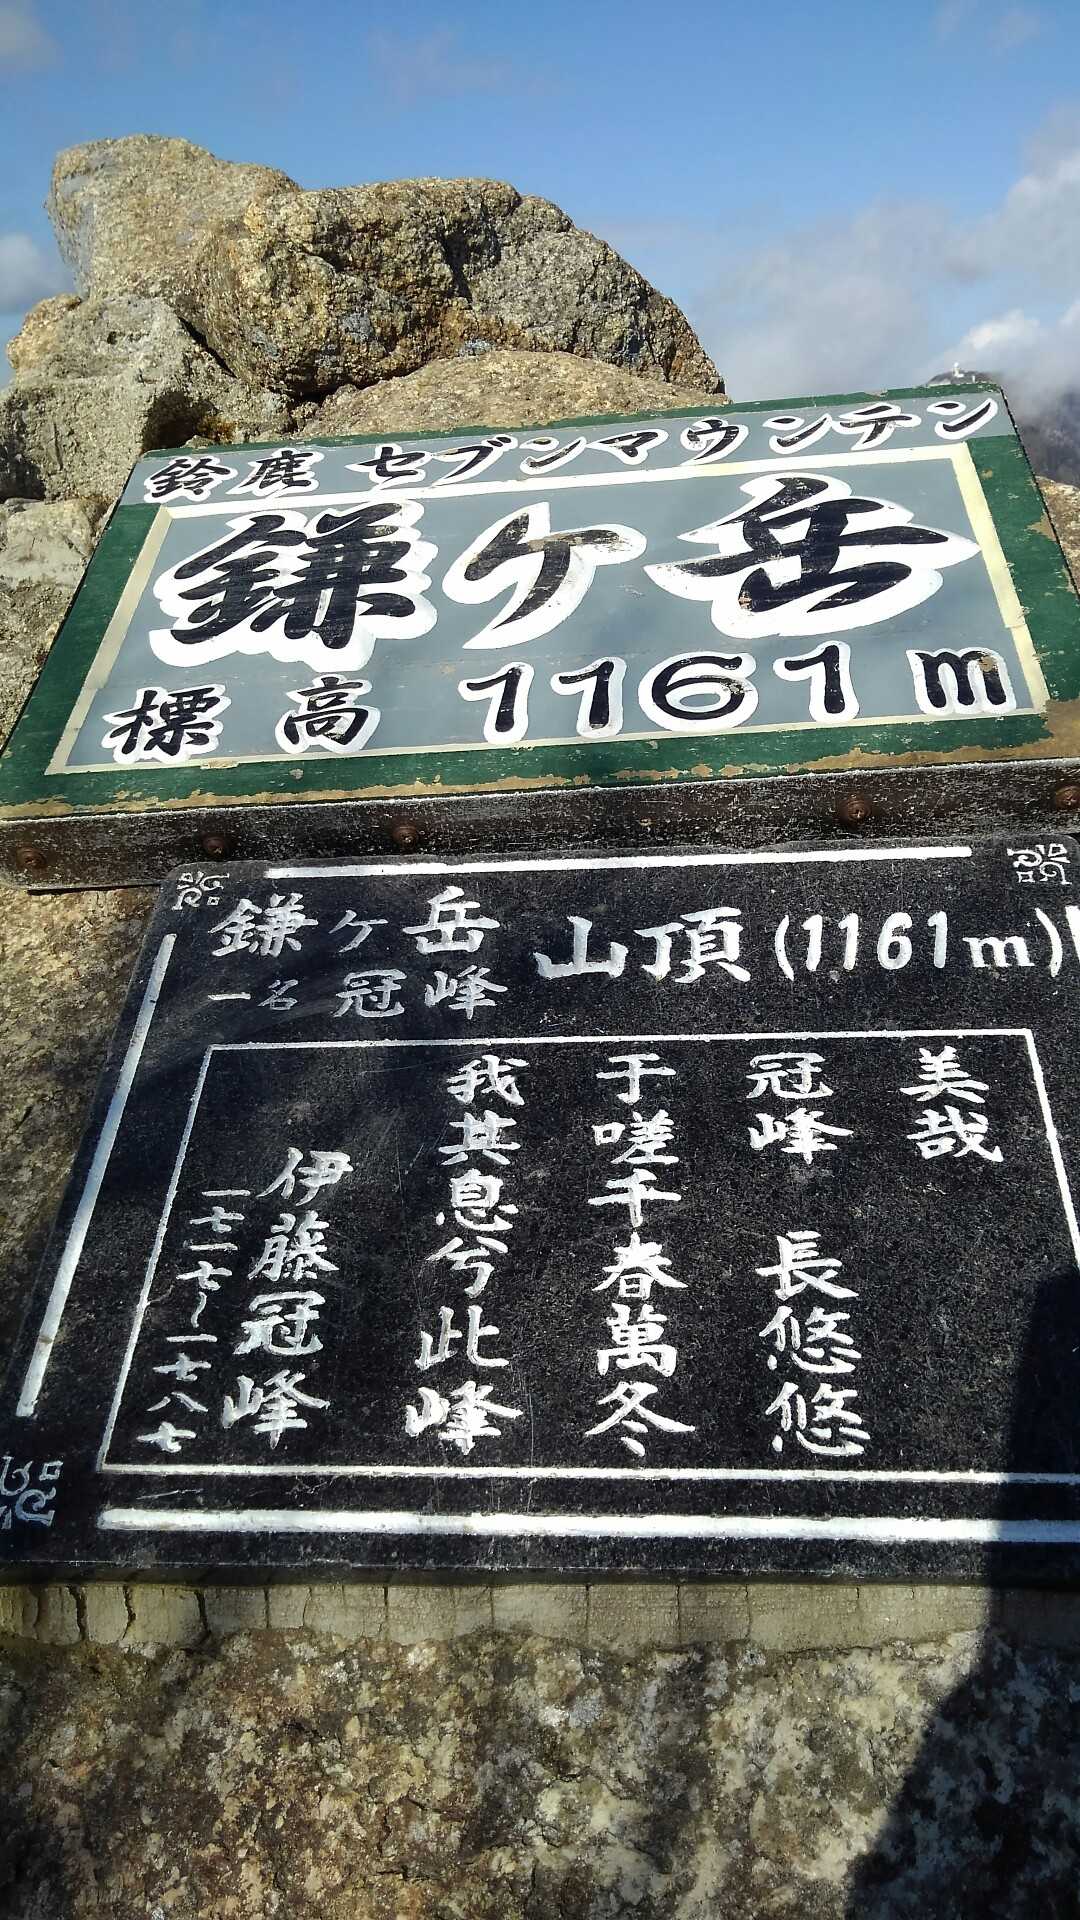 鈴鹿 セブンマウンテン
鎌ヶ岳
標高 1161m
鎌ヶ岳 山頂(1161m)
一名 冠峰
美哉
冠峰 長悠悠
于嗟千春萬冬
我其息兮此峰
伊藤冠峰
一七一七〜一七八七